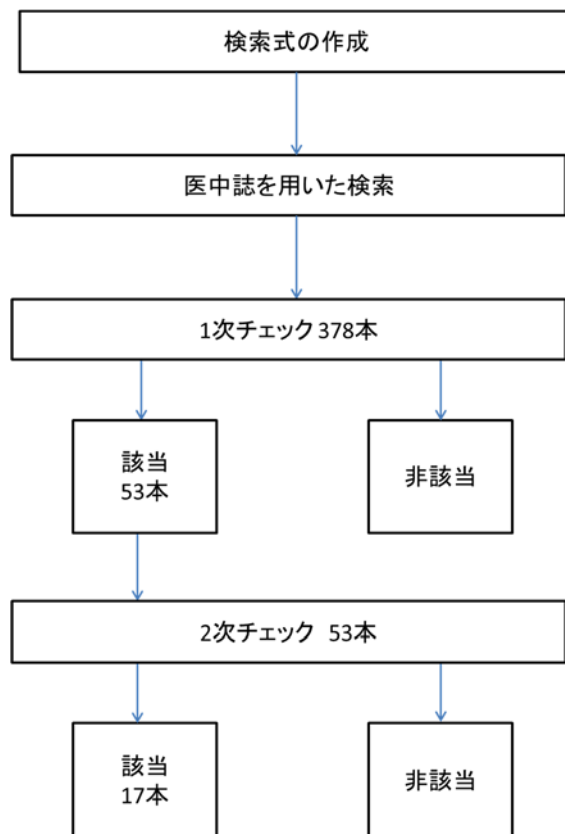 検索式の作成
医中誌を用いた検索
1次チェック 378本
該当
53本
非該当
2次チェック 53本
該当
17本
非該当